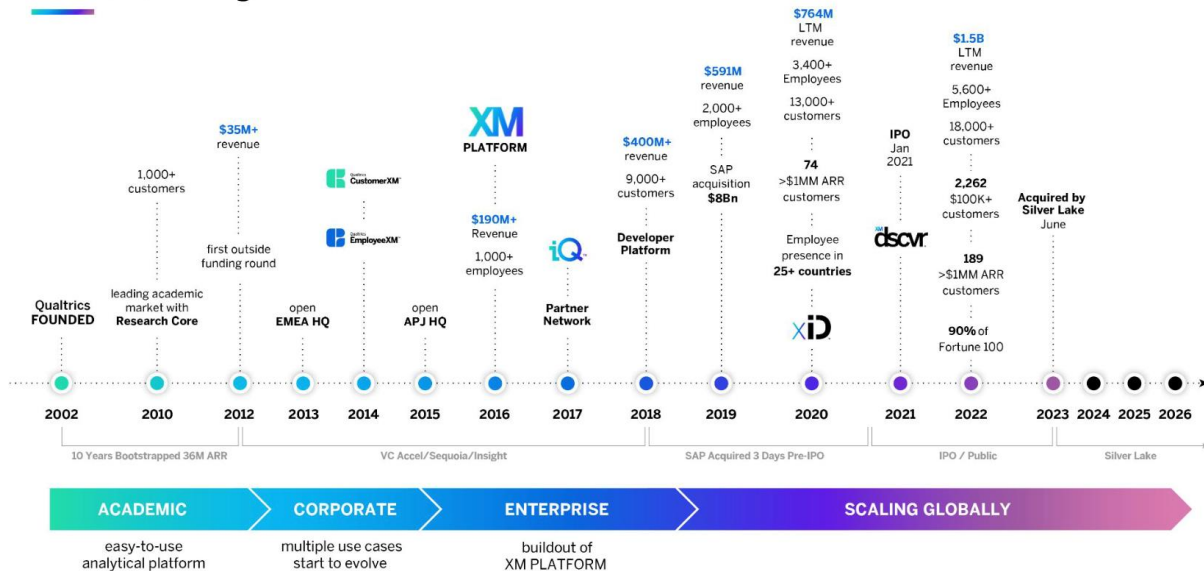 Qualtrics
FOUNDED
1,000+
customers
leading academic
market with
Research Core
$35M+
revenue
first outside
funding round
open
EMEA HQ
Qualtrics
CustomerXM™
Qualtrics
EmployeeXM™
open
APJ HQ
XM
PLATFORM
$190M+
Revenue
1,000+
employees
iQ™
Partner
Network
$400M+
revenue
9,000+
customers
Developer
Platform
$591M
revenue
2,000+
employees
SAP
acquisition
$8Bn
$764M
LTM
revenue
3,400+
Employees
13,000+
customers
74
>$1MM ARR
customers
Employee
presence in
25+ countries
XiD
IPO
Jan
2021
XM
dscvr
$1.5B
LTM
revenue
5,600+
Employees
18,000+
customers
2,262
$100K+
customers
189
>$1MM ARR
customers
90% of
Fortune 100
Acquired by
Silver Lake
June
2002 2010 2012 2013 2014 2015 2016 2017 2018 2019 2020 2021 2022 2023 2024 2025 2026
10 Years Bootstrapped 36M ARR
VC Accel/Sequoia/Insight
SAP Acquired 3 Days Pre-IPO
IPO / Public
Silver Lake
ACADEMIC
CORPORATE
ENTERPRISE
SCALING GLOBALLY
easy-to-use
analytical platform
multiple use cases
start to evolve
buildout of
XM PLATFORM